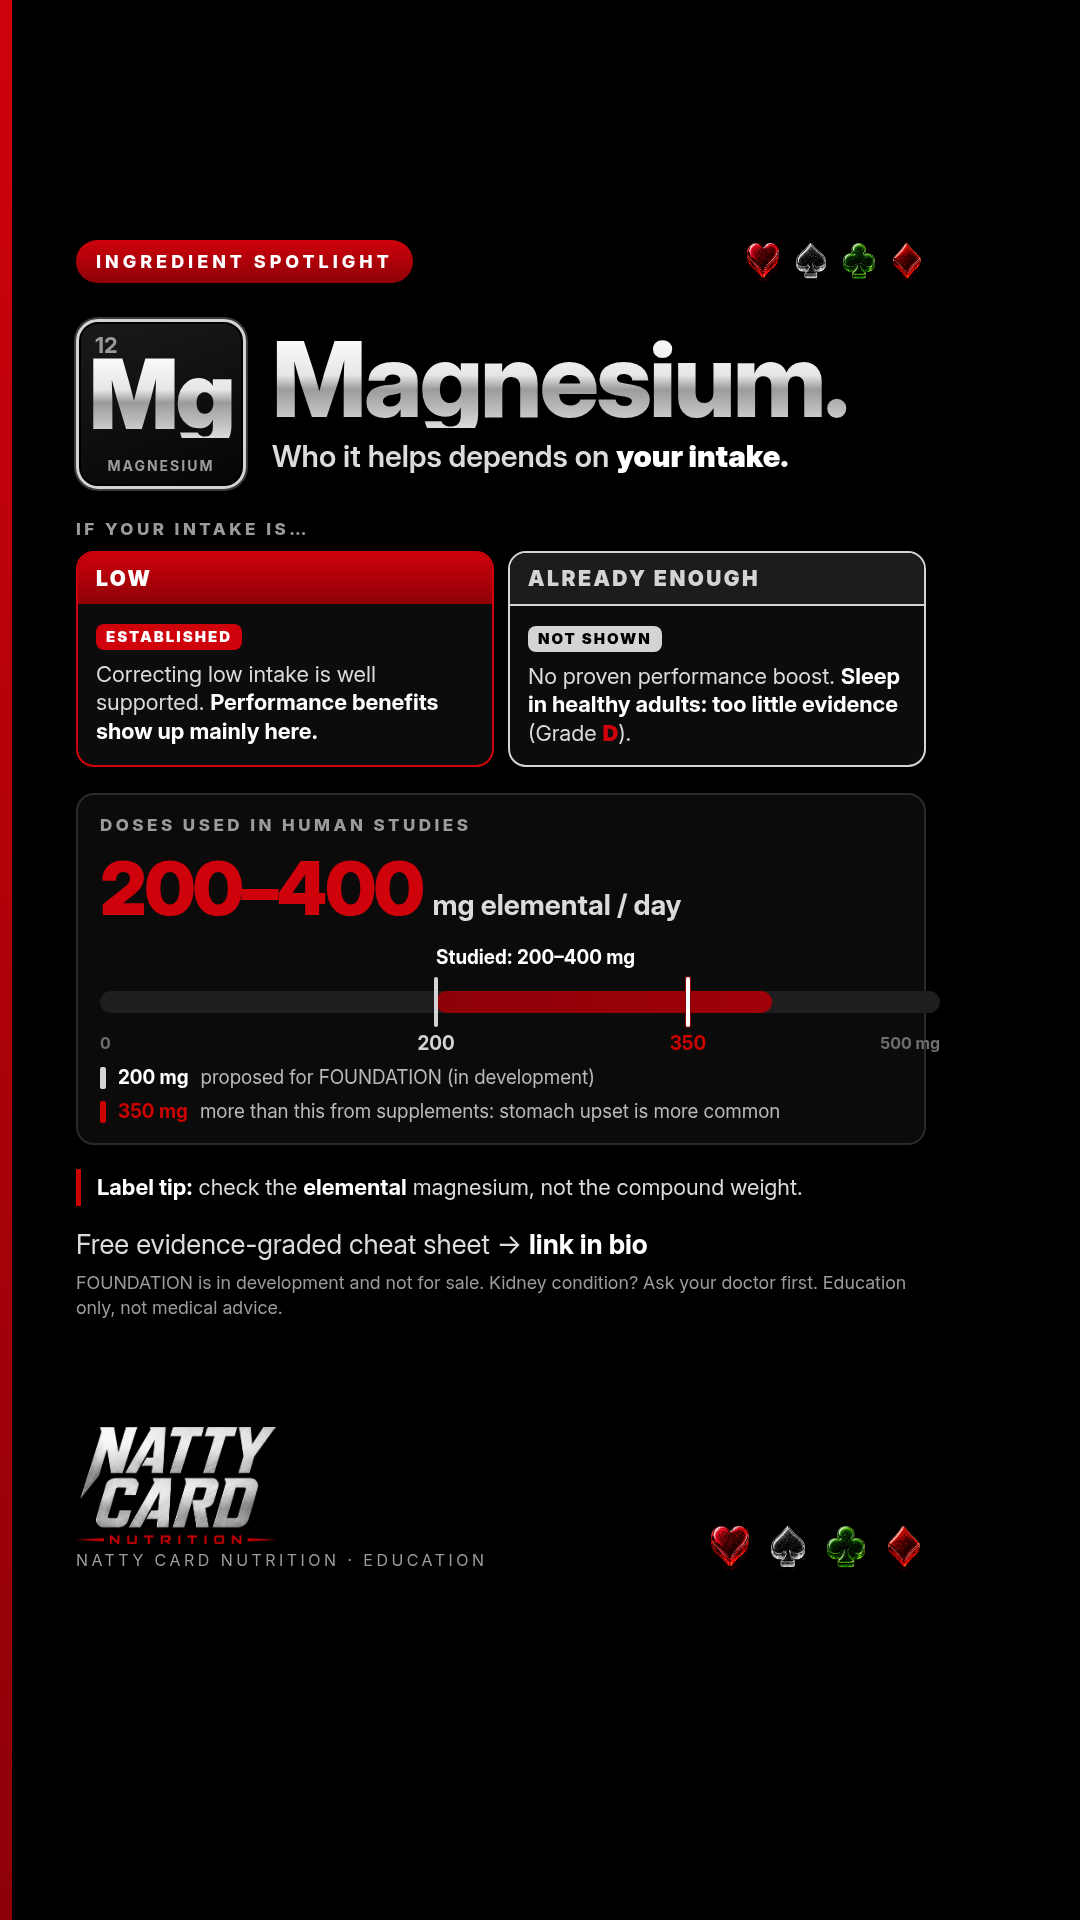 INGREDIENT SPOTLIGHT
12
Mg
MAGNESIUM
Magnesium.
Who it helps depends on your intake.
IF YOUR INTAKE IS…
LOW
ESTABLISHED
Correcting low intake is well
supported. Performance benefits
show up mainly here.
ALREADY ENOUGH
NOT SHOWN
No proven performance boost. Sleep
in healthy adults: too little evidence
(Grade D).
DOSES USED IN HUMAN STUDIES
200–400 mg elemental / day
Studied: 200–400 mg
0 200 350 500 mg
200 mg proposed for FOUNDATION (in development)
350 mg more than this from supplements: stomach upset is more common
Label tip: check the elemental magnesium, not the compound weight.
Free evidence-graded cheat sheet → link in bio
FOUNDATION is in development and not for sale. Kidney condition? Ask your doctor first. Education
only, not medical advice.
NATTY
CARD
NUTRITION
NATTY CARD NUTRITION · EDUCATION